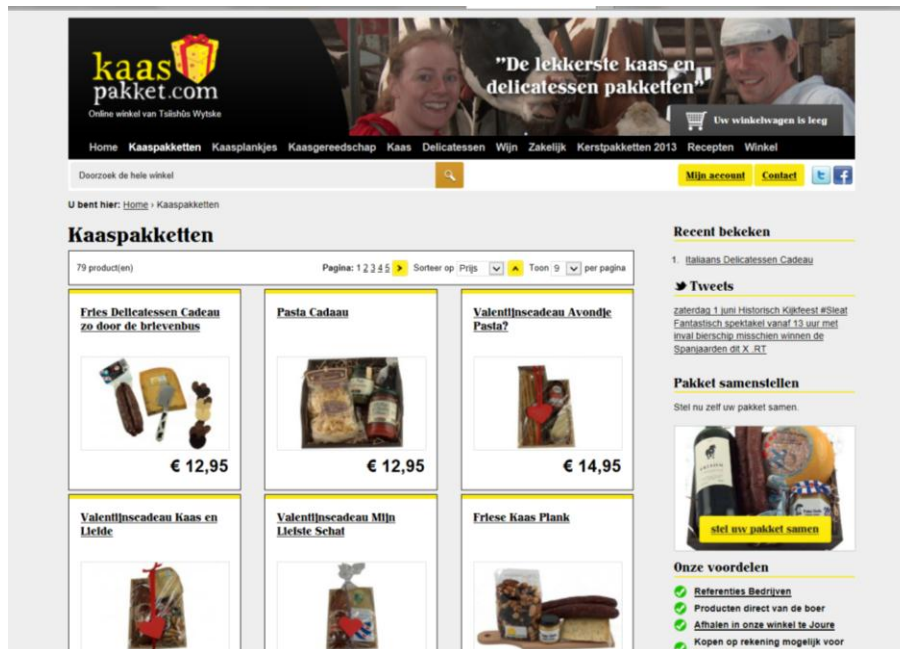 kaas
pakket.com
Online winkel van Tsiishûs Wytske
"De lekkerste kaas en
delicatessen pakketten"
Uw winkelwagen is leeg
Home Kaaspakketten Kaasplankjes Kaasgereedschap Kaas Delicatessen Wijn Zakelijk Kerstpakketten 2013 Recepten Winkel
Doorzoek de hele winkel
Mijn account Contact
U bent hier: Home › Kaaspakketten
Kaaspakketten
79 product(en) Pagina: 1 2 3 4 5 Sorteer op Prijs Toon 9 per pagina
Fries Delicatessen Cadeau
zo door de brievenbus
€ 12,95
Pasta Cadaau
€ 12,95
Valentijnscadeau Avondje
Pasta?
€ 14,95
Valentijnscadeau Kaas en
Liefde
Valentijnscadeau Mijn
Liefste Schat
Friese Kaas Plank
Recent bekeken
1. Italiaans Delicatessen Cadeau
Tweets
zaterdag 1 juni Historisch Kijkfeest #Sleat
Fantastisch spektakel vanaf 13 uur met
inval bierschip misschien winnen de
Spanjaarden dit X .RT
Pakket samenstellen
Stel nu zelf uw pakket samen.
stel uw pakket samen
Onze voordelen
Referenties Bedrijven
Producten direct van de boer
Afhalen in onze winkel te Joure
Kopen op rekening mogelijk voor